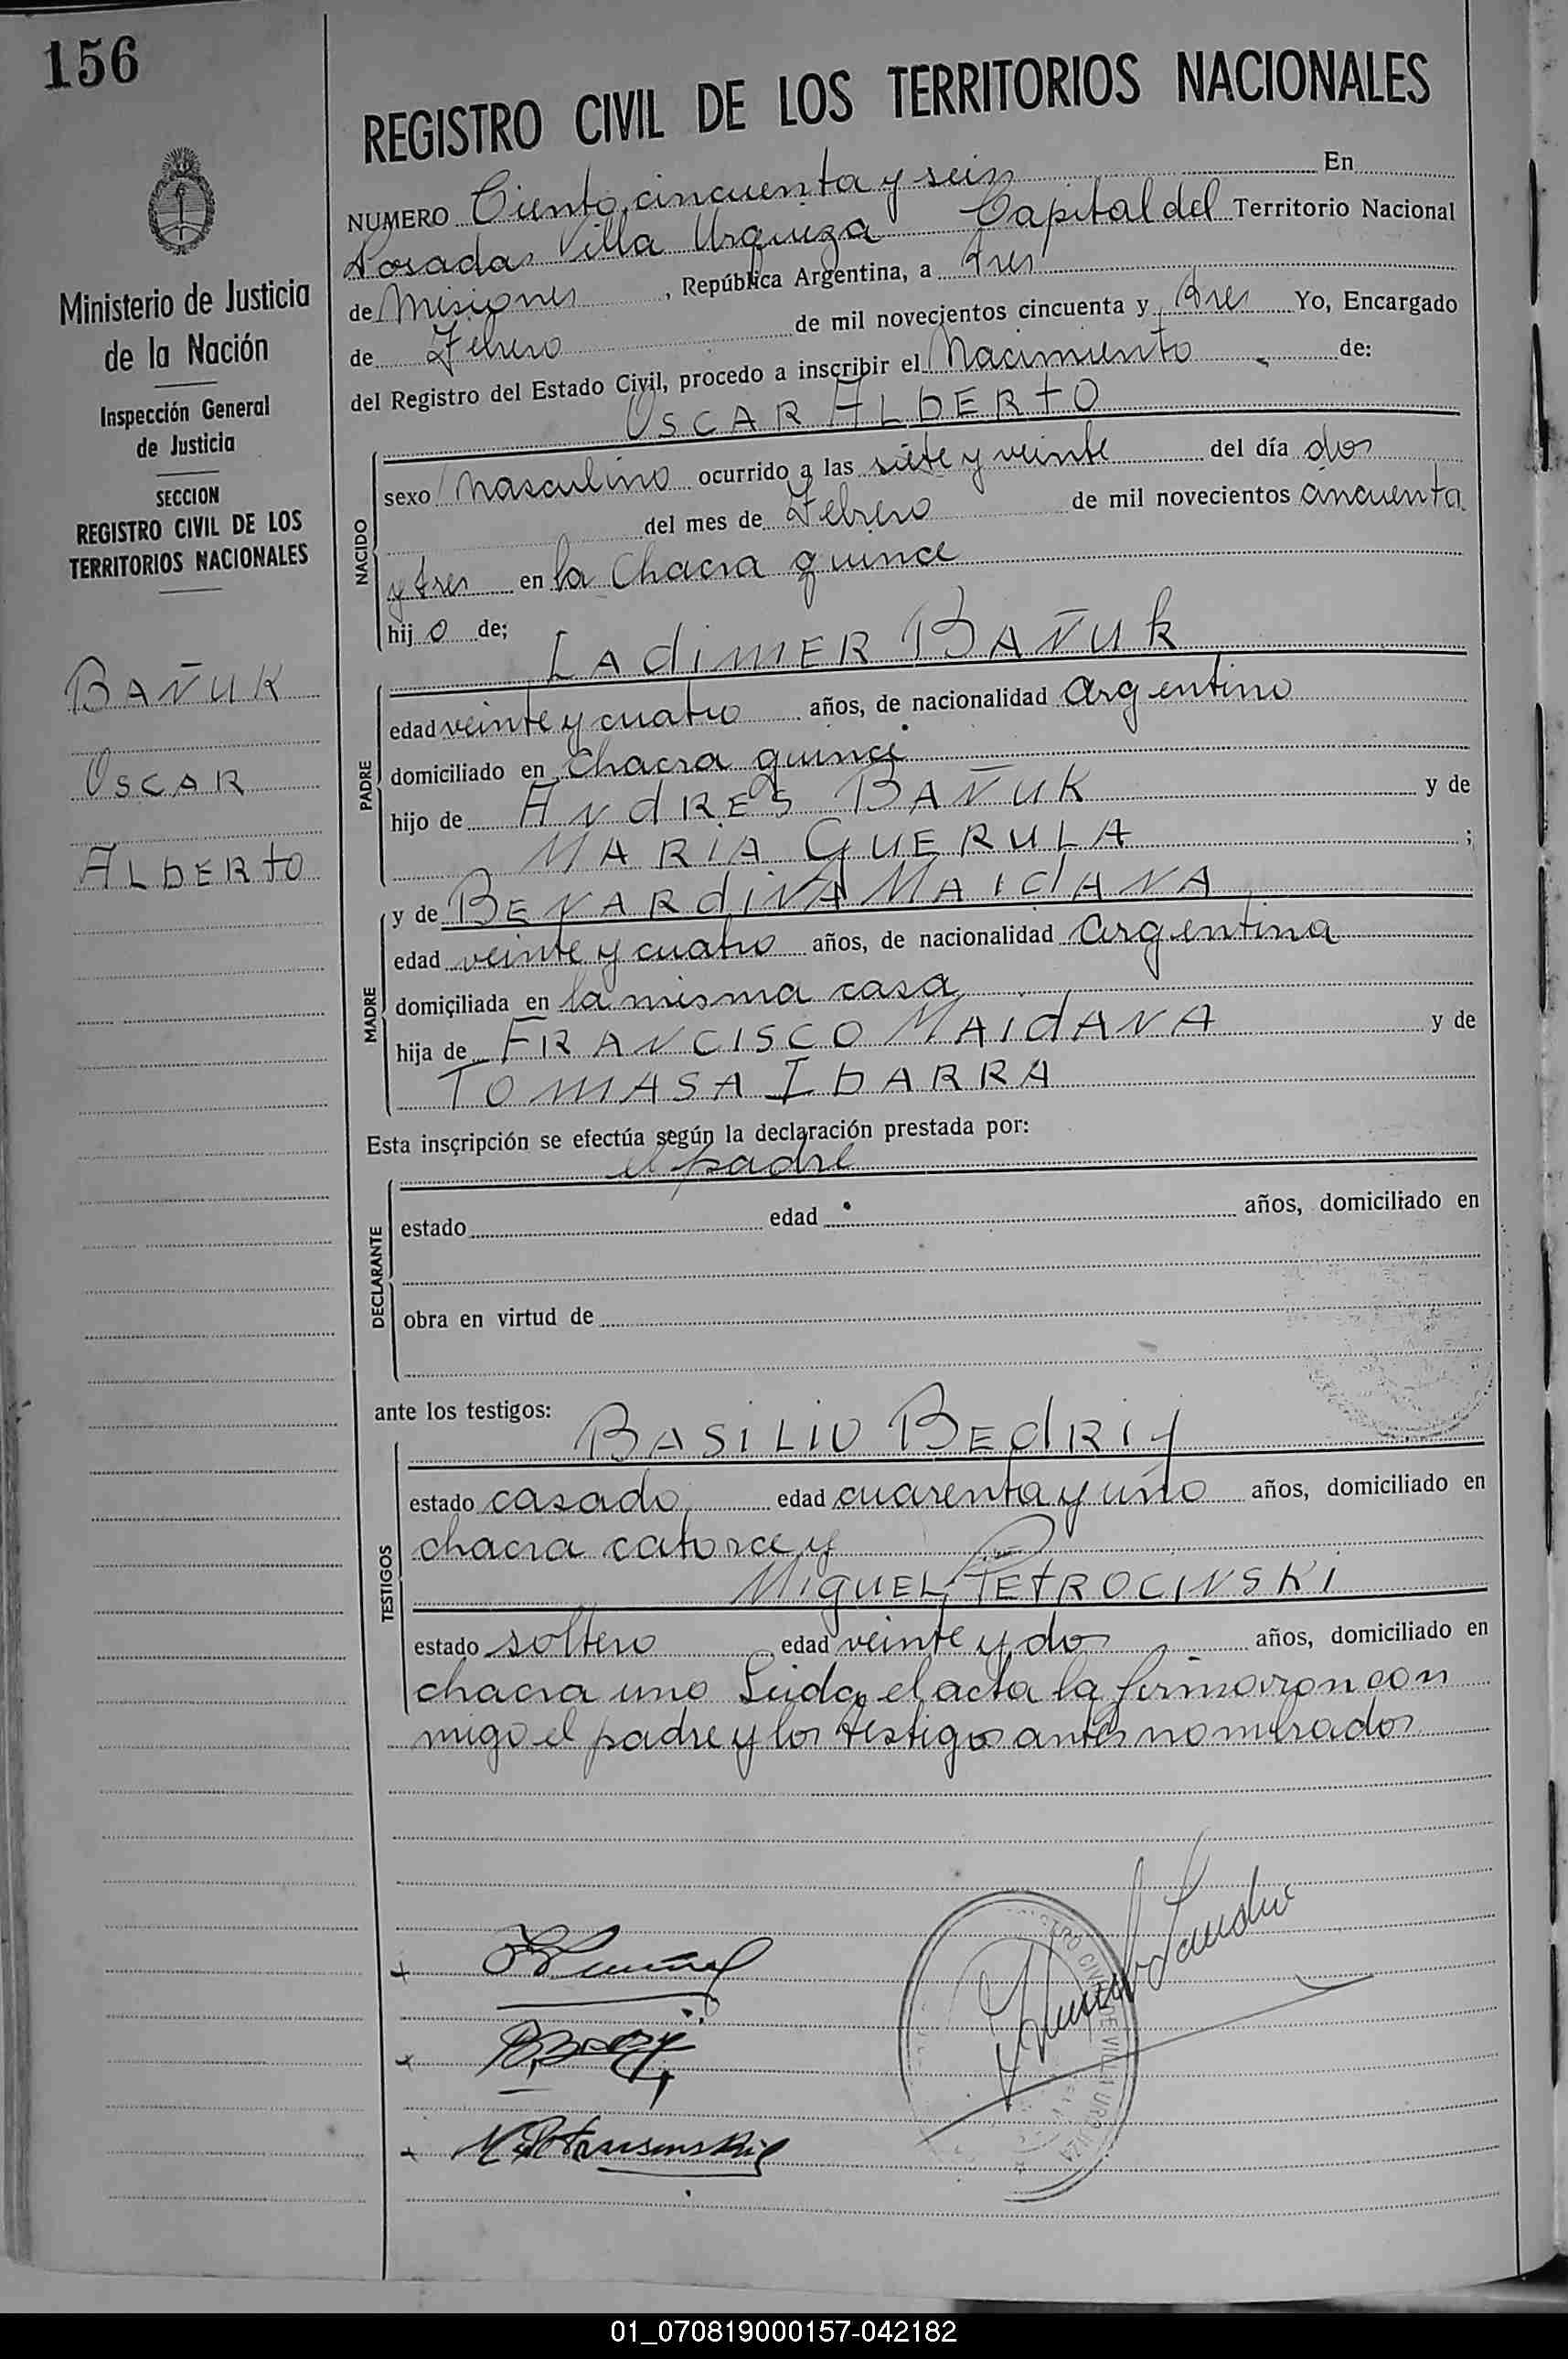 156
Ministerio de Justicia
de la Nación
Inspección General
de Justicia
SECCION
REGISTRO CIVIL DE LOS
TERRITORIOS NACIONALES
BAÑUK
OSCAR
ALBERTO
REGISTRO CIVIL DE LOS TERRITORIOS NACIONALES
NUMERO Ciento cincuenta y seis En
Posadas Villa Urquiza Capital del Territorio Nacional
de Misiones, República Argentina, a tres
de Febrero de mil novecientos cincuenta y tres Yo, Encargado
del Registro del Estado Civil, procedo a inscribir el Nacimiento de:
OSCAR ALBERTO
NACIDO
sexo Masculino ocurrido a las siete y veinte del día dos
del mes de Febrero de mil novecientos cincuenta
y tres en la Chacra quince
hijo de;
LADIMER BAÑUK
PADRE
edad veinte y cuatro años, de nacionalidad argentino
domiciliado en chacra quince
hijo de ANDRES BAÑUK y de
MARIA GUERULA ;
MADRE
y de BENARDINA MAIDANA
edad veinte y cuatro años, de nacionalidad argentina
domiciliada en la misma casa
hija de FRANCISCO MAIDANA y de
TOMASA IBARRA
Esta inscripción se efectúa según la declaración prestada por:
el padre
DECLARANTE
estado edad años, domiciliado en
obra en virtud de
ante los testigos:
BASILIO BEDRIY
TESTIGOS
estado casado edad cuarenta y uno años, domiciliado en
chacra catorce y
MIGUEL PETROCINSKI
estado soltero edad veinte y dos años, domiciliado en
chacra uno Leida el acta la firmaron con
migo el padre y los testigos antes nombrados
01_070819000157-042182